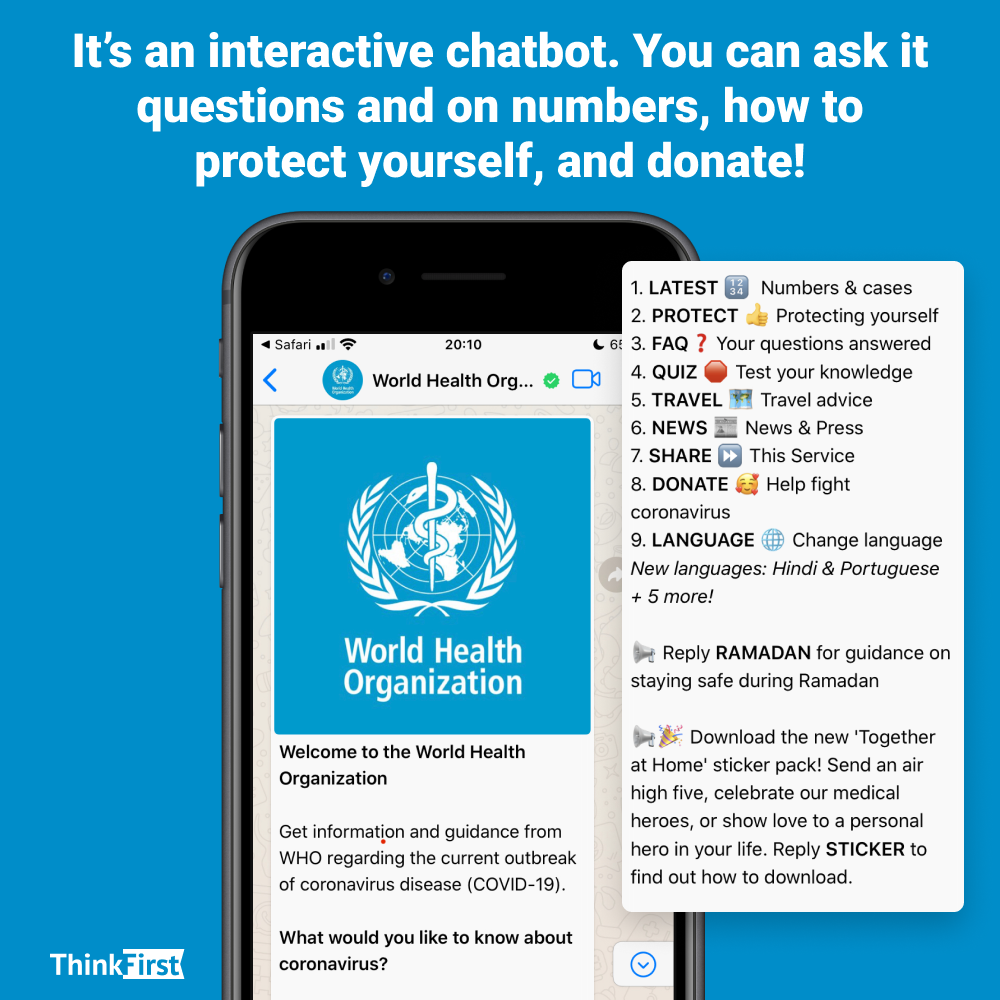 It's an interactive chatbot. You can ask it
questions and on numbers, how to
protect yourself, and donate!
Safari
20:10
World Health Org...
World Health
Organization
Welcome to the World Health
Organization
Get information and guidance from
WHO regarding the current outbreak
of coronavirus disease (COVID-19).
What would you like to know about
coronavirus?
1. LATEST 🔢 Numbers & cases
2. PROTECT 👍 Protecting yourself
3. FAQ ❓ Your questions answered
4. QUIZ 🛑 Test your knowledge
5. TRAVEL 🗺️ Travel advice
6. NEWS 📰 News & Press
7. SHARE ⏩ This Service
8. DONATE 🥰 Help fight
coronavirus
9. LANGUAGE 🌐 Change language
New languages: Hindi & Portuguese
+ 5 more!
📢 Reply RAMADAN for guidance on
staying safe during Ramadan
📢🎉 Download the new 'Together
at Home' sticker pack! Send an air
high five, celebrate our medical
heroes, or show love to a personal
hero in your life. Reply STICKER to
find out how to download.
ThinkFirst